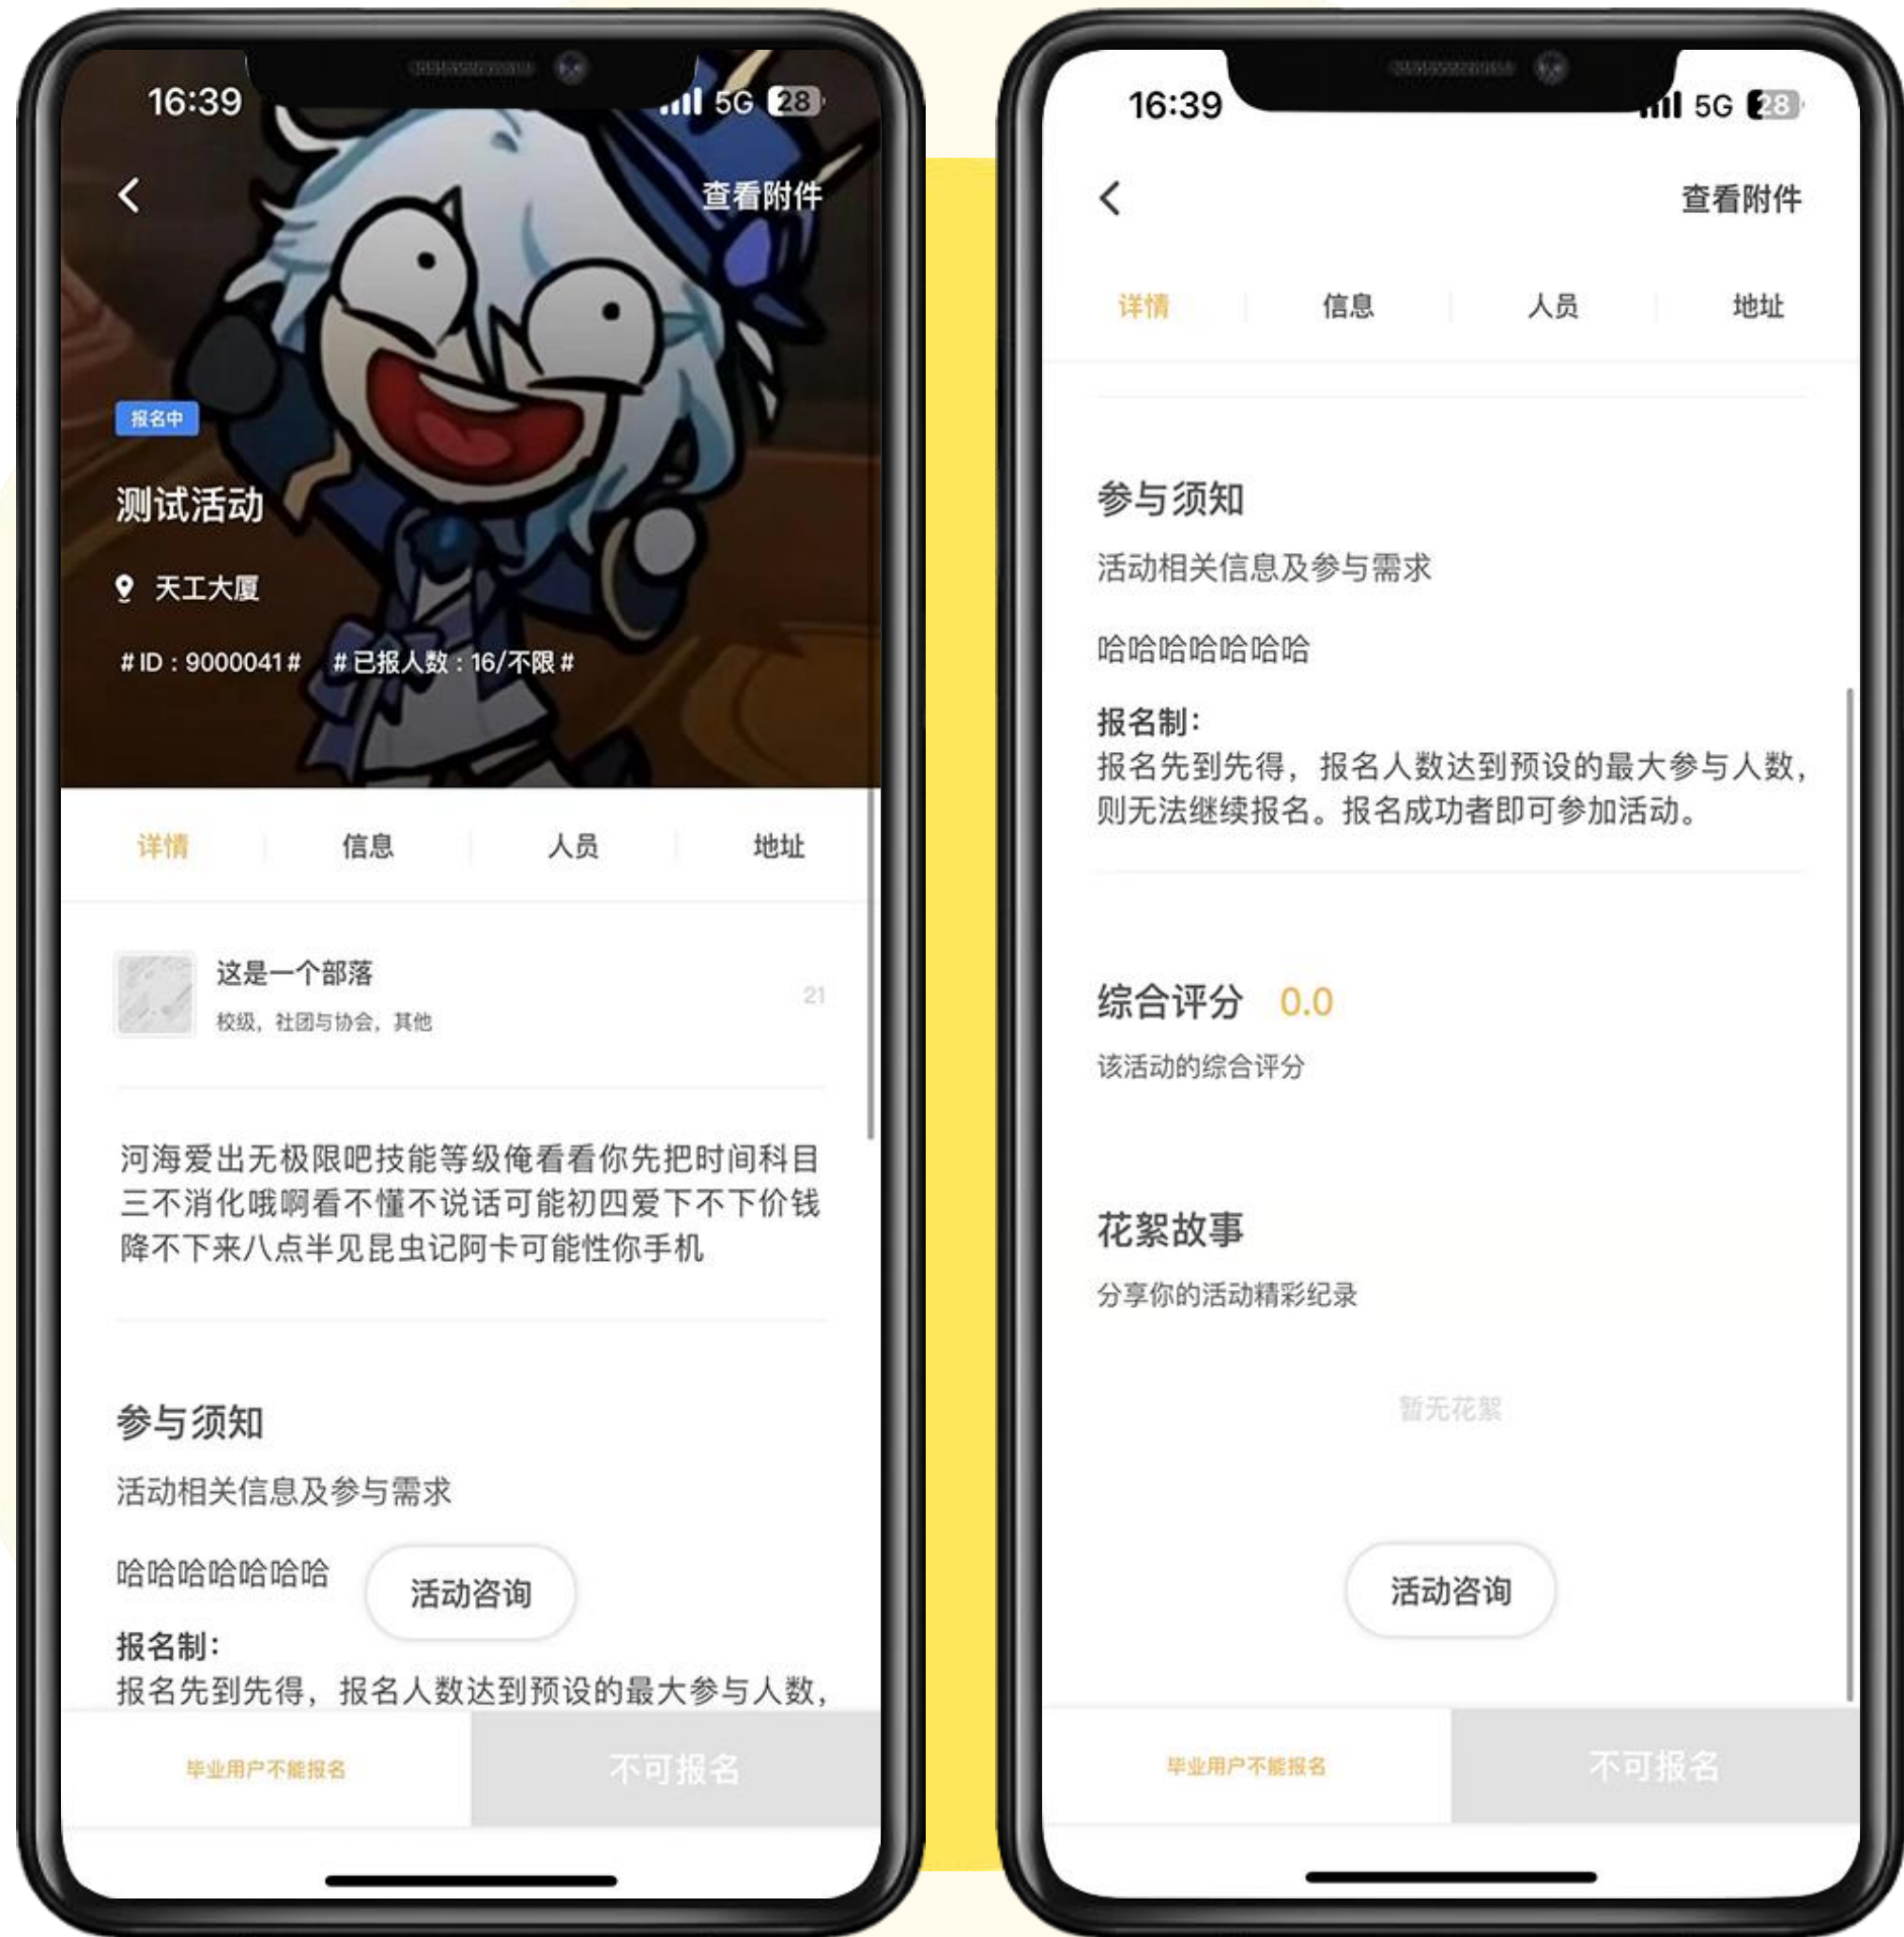 16:39
5G 28
查看附件
报名中
测试活动
天工大厦
#ID：9000041# #已报人数：16/不限#
详情 信息 人员 地址
这是一个部落
校级，社团与协会，其他
21
河海爱出无极限吧技能等级俺看看你先把时间科目
三不消化哦啊看不懂不说话可能初四爱下不下价钱
降不下来八点半见昆虫记阿卡可能性你手机
参与须知
活动相关信息及参与需求
哈哈哈哈哈哈哈
活动咨询
报名制：
报名先到先得，报名人数达到预设的最大参与人数，
毕业用户不能报名
不可报名
16:39
5G 28
查看附件
详情 信息 人员 地址
参与须知
活动相关信息及参与需求
哈哈哈哈哈哈哈
报名制：
报名先到先得，报名人数达到预设的最大参与人数，
则无法继续报名。报名成功者即可参加活动。
综合评分 0.0
该活动的综合评分
花絮故事
分享你的活动精彩纪录
暂无花絮
活动咨询
毕业用户不能报名
不可报名